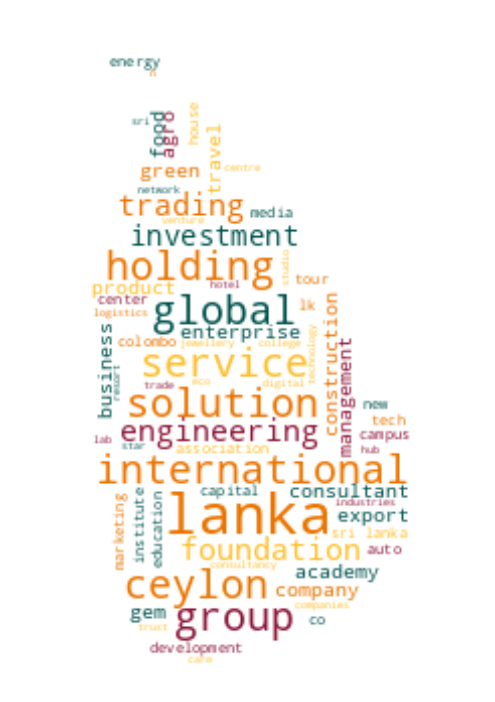 energy
n
sri
food
agro
house
travel
green
centre
network
trading
media
venture
investment
holding
studio
hotel
tour
product
center
global
lk
logistics
enterprise
construction
business
colombo
jewellery
college
technology
management
service
resort
trade
eco
digital
solution
new
tech
engineering
campus
lab
star
association
hub
international
capital
consultant
marketing
institute
education
lanka
industries
export
sri lanka
foundation
auto
consultancy
academy
ceylon
company
companies
gem
group
co
trust
development
care